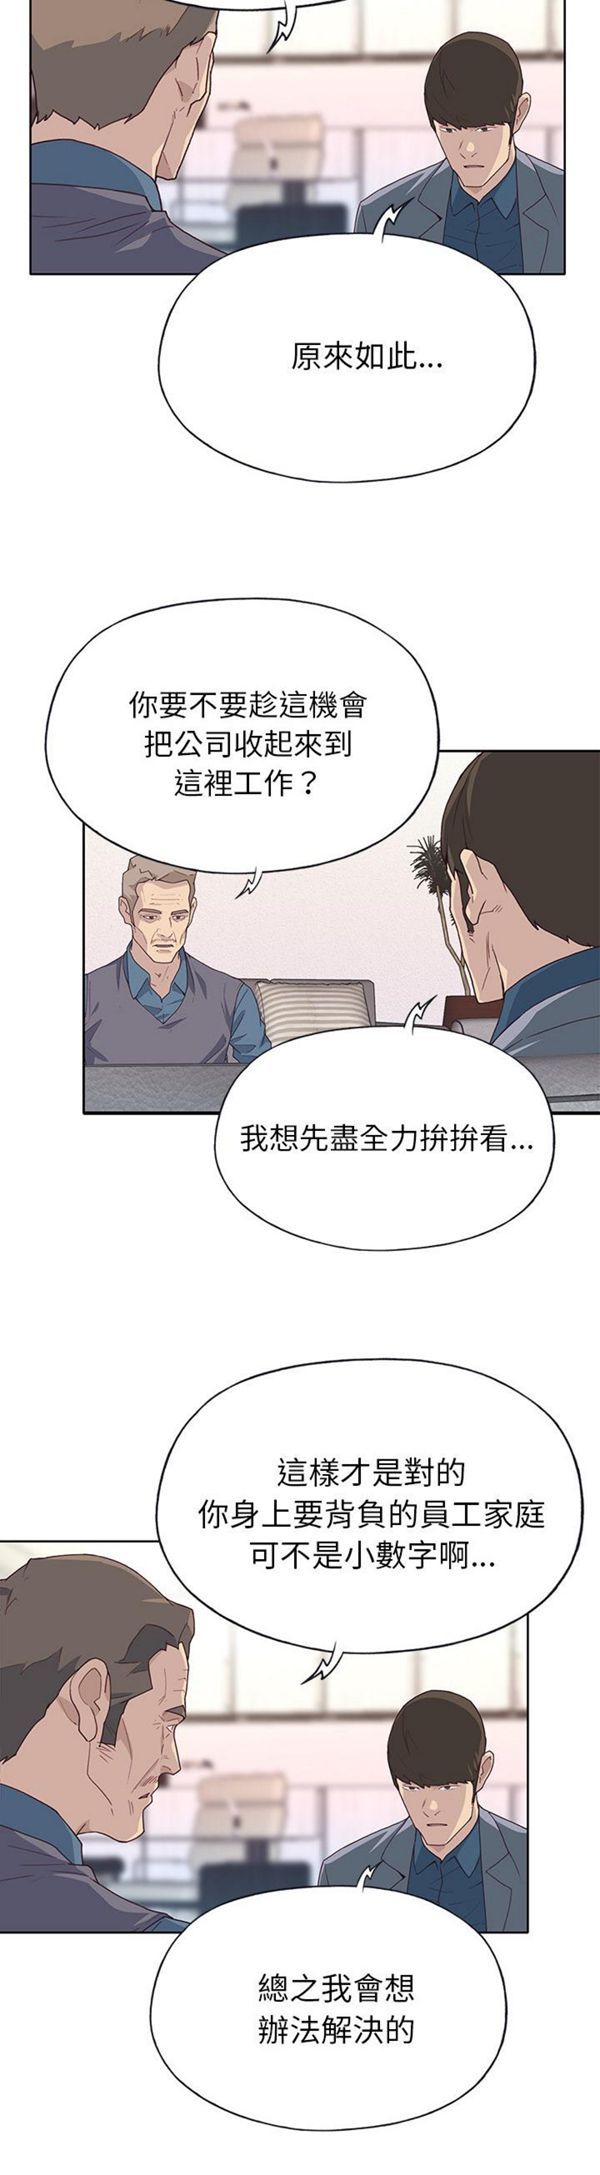 原來如此...
你要不要趁這機會
把公司收起來到
這裡工作？
我想先盡全力拚拚看...
這樣才是對的
你身上要背負的員工家庭
可不是小數字啊...
總之我會想
辦法解決的